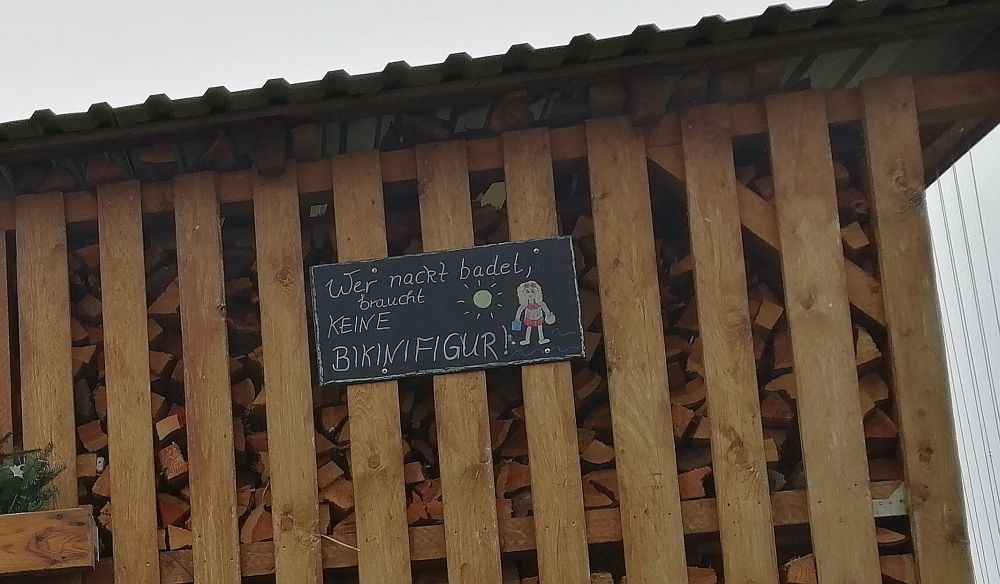 Wer nackt badet,
braucht
KEINE
BIKINIFIGUR!